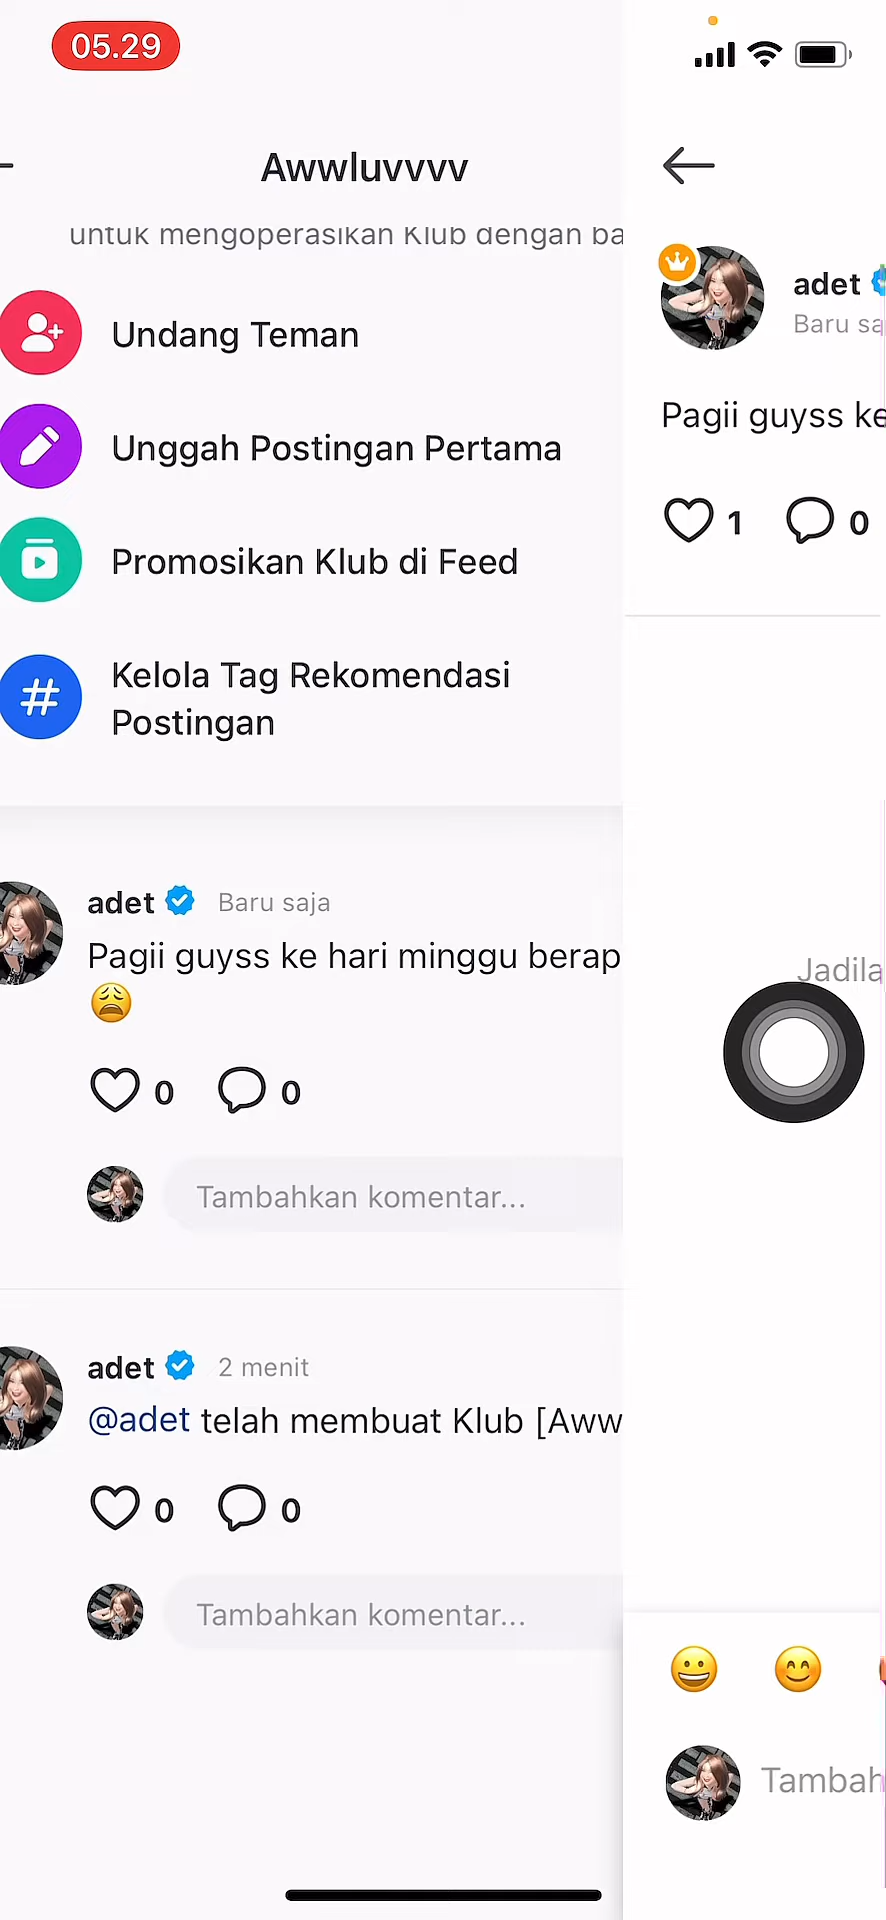 05.29
Awwluvvvv
untuk mengoperasikan Klub dengan ba
Undang Teman
Unggah Postingan Pertama
Promosikan Klub di Feed
Kelola Tag Rekomendasi
Postingan
adet Baru saja
Pagii guyss ke hari minggu berap
😩
0 0
Tambahkan komentar...
adet 2 menit
@adet telah membuat Klub [Aww
0 0
Tambahkan komentar...
adet
Baru sa
Pagii guyss ke
1 0
Jadila
😀 😊
Tambah